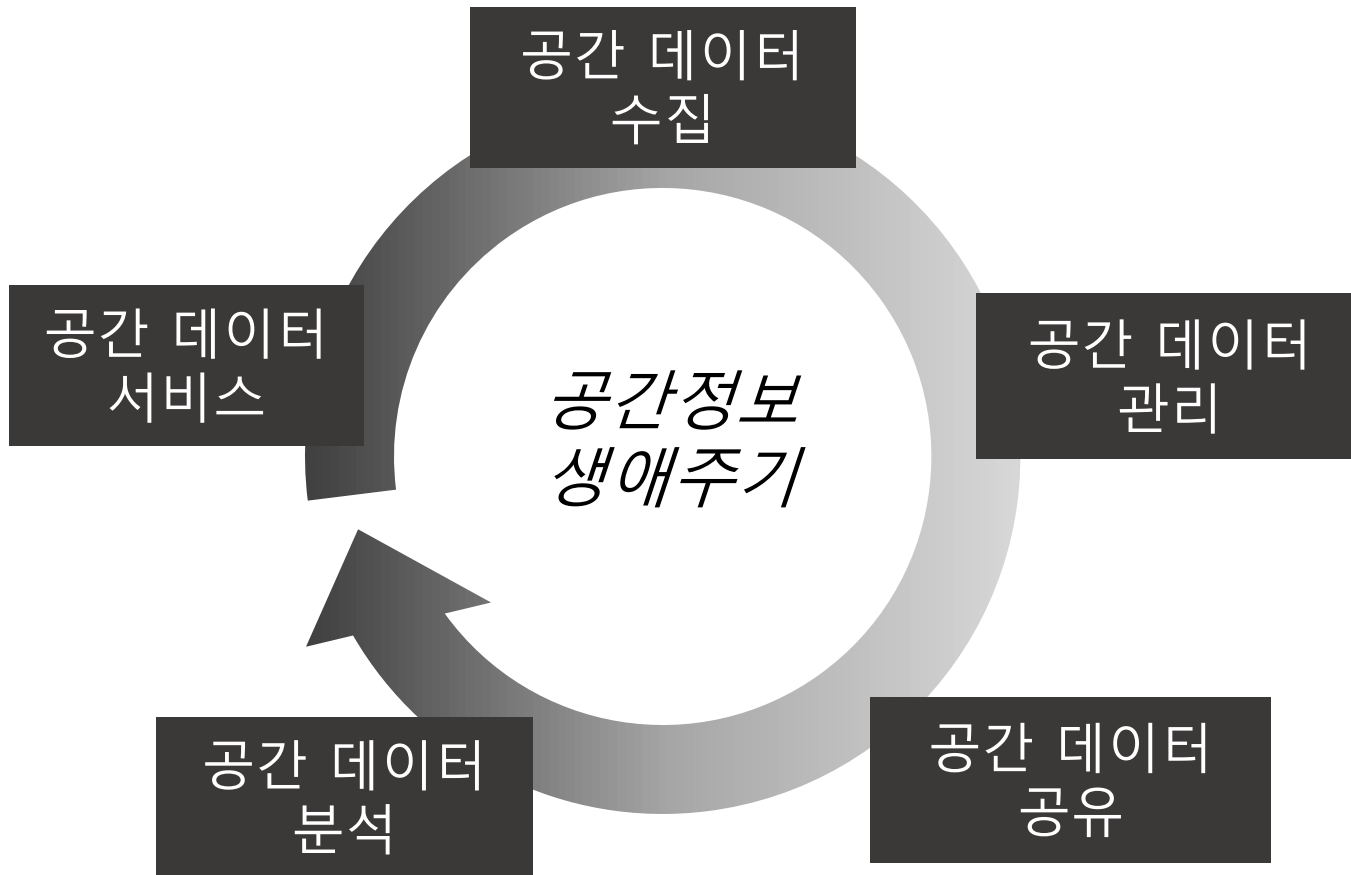 공간 데이터
수집
공간 데이터
서비스
공간 데이터
관리
공간정보
생애주기
공간 데이터
분석
공간 데이터
공유